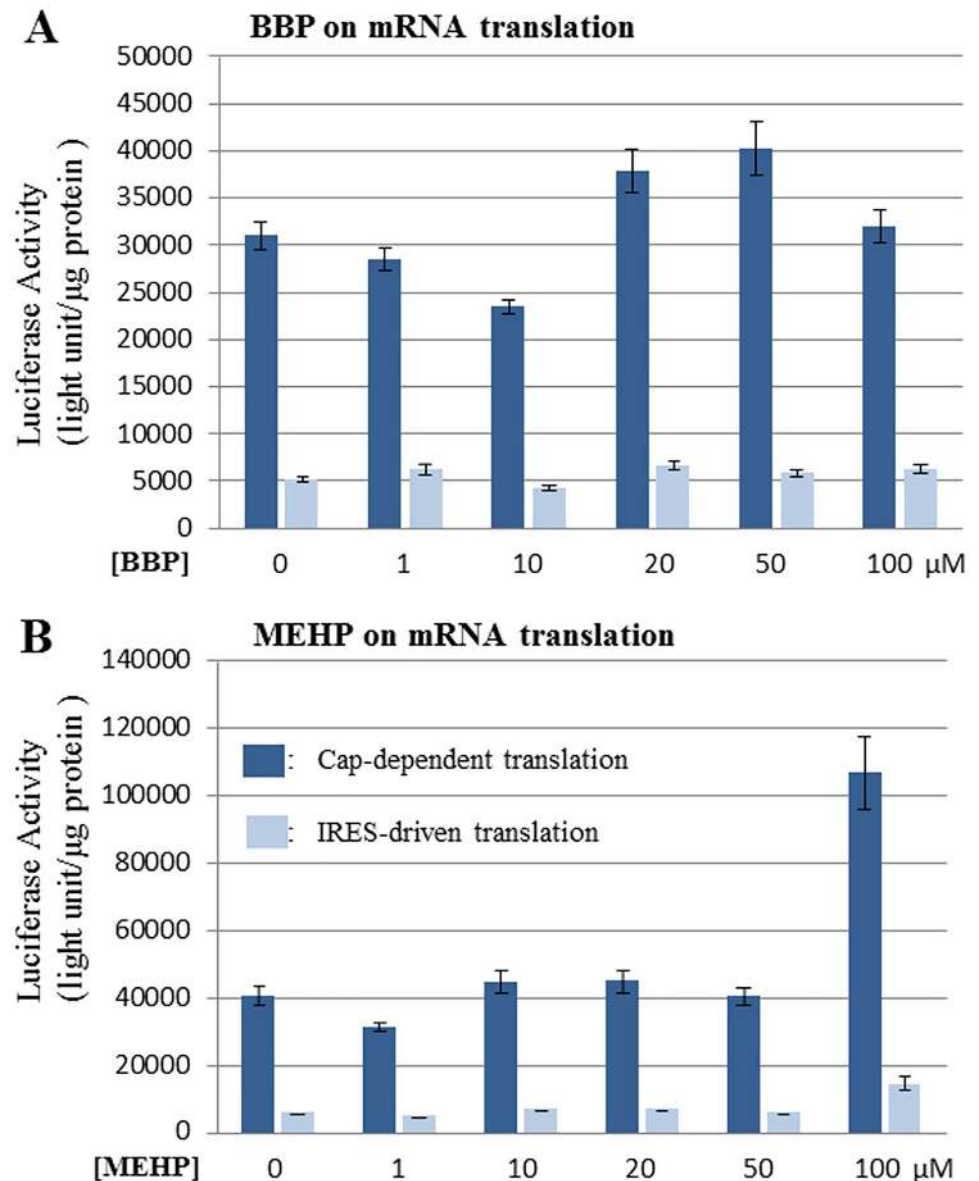 A
BBP on mRNA translation
Luciferase Activity
(light unit/µg protein )
50000
45000
40000
35000
30000
25000
20000
15000
10000
5000
0
[BBP] 0 1 10 20 50 100 µM
B
MEHP on mRNA translation
Luciferase Activity
(light unit/µg protein )
140000
120000
100000
80000
60000
40000
20000
0
: Cap-dependent translation
: IRES-driven translation
[MEHP] 0 1 10 20 50 100 µM